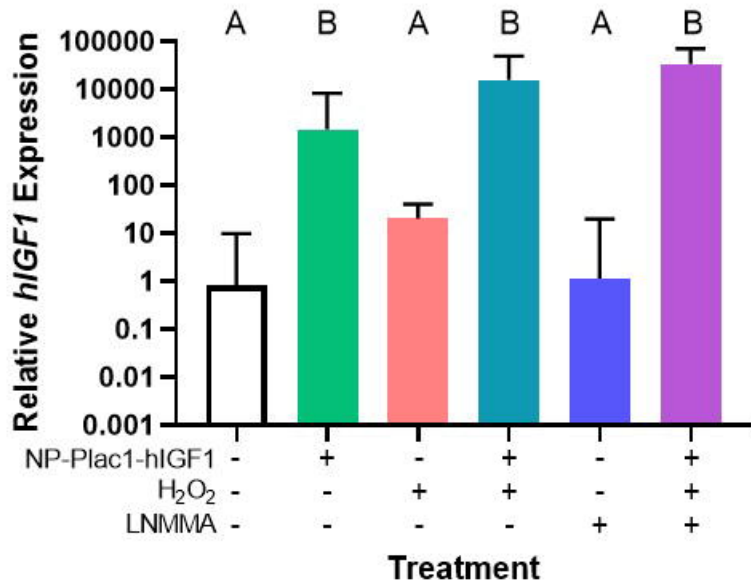 A B A B A B
Relative hIGF1 Expression
100000
10000
1000
100
10
1
0.1
0.01
0.001
NP-Plac1-hIGF1 - + - + - +
H₂O₂ - - + + - +
LNMMA - - - - + +
Treatment